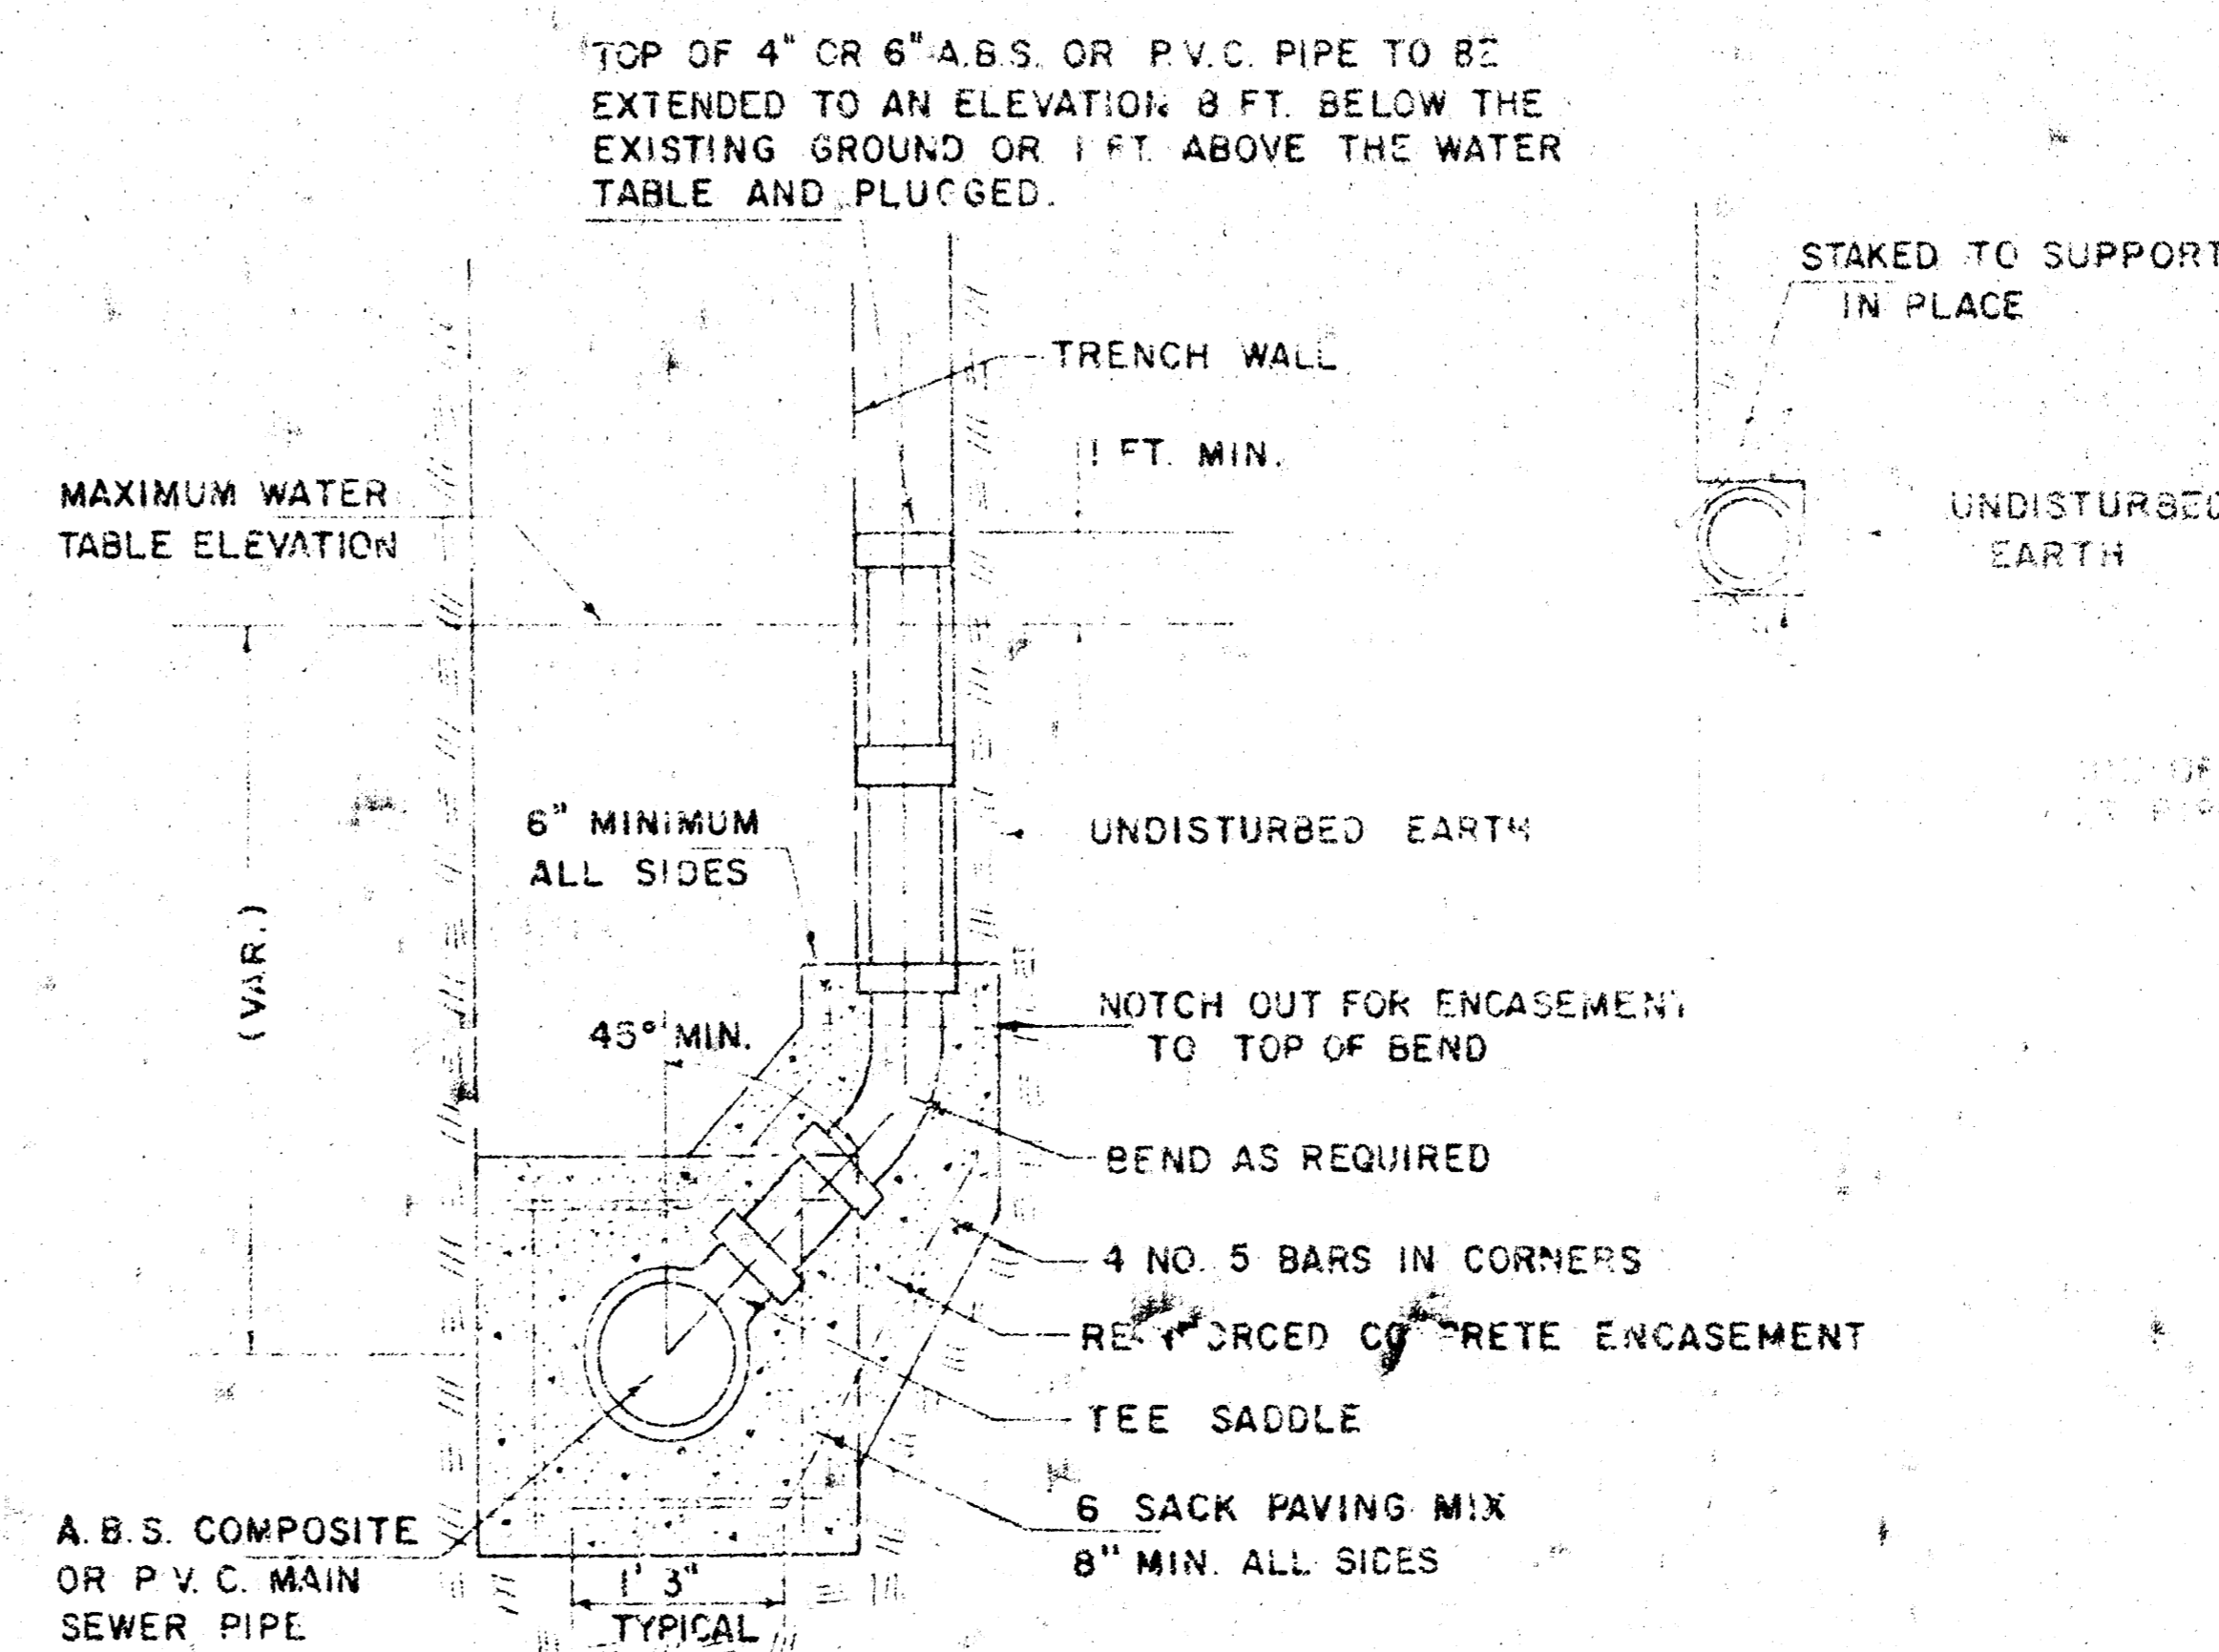 TOP OF 4" OR 6" A.B.S. OR P.V.C. PIPE TO BE
EXTENDED TO AN ELEVATION 8 FT. BELOW THE
EXISTING GROUND OR 1 FT. ABOVE THE WATER
TABLE AND PLUGGED.
STAKED TO SUPPORT
IN PLACE
TRENCH WALL
1 FT. MIN.
MAXIMUM WATER
TABLE ELEVATION
UNDISTURBED
EARTH
6" MINIMUM
ALL SIDES
UNDISTURBED EARTH
(VAR.)
45° MIN.
NOTCH OUT FOR ENCASEMENT
TO TOP OF BEND
BEND AS REQUIRED
4 NO. 5 BARS IN CORNERS
REINFORCED CONCRETE ENCASEMENT
TEE SADDLE
6 SACK PAVING MIX
8" MIN. ALL SIDES
A.B.S. COMPOSITE
OR P.V.C. MAIN
SEWER PIPE
1' 3"
TYPICAL